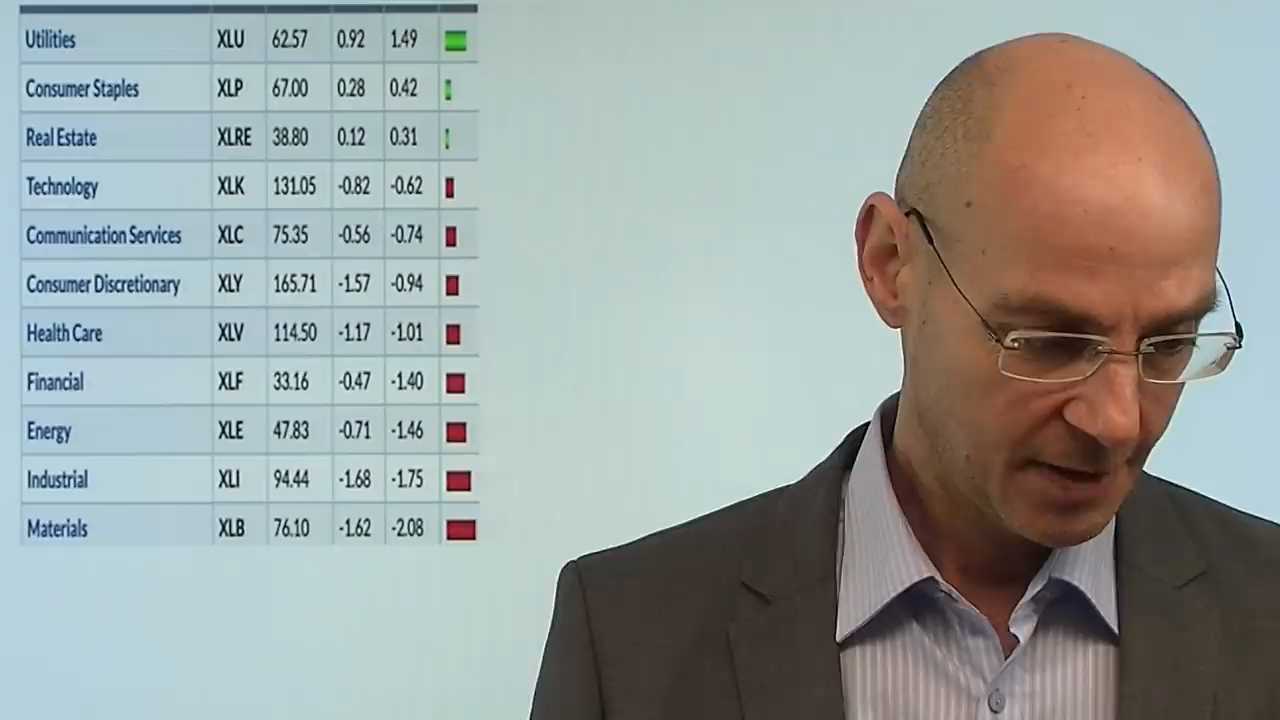 Utilities XLU 62.57 0.92 1.49
Consumer Staples XLP 67.00 0.28 0.42
Real Estate XLRE 38.80 0.12 0.31
Technology XLK 131.05 -0.82 -0.62
Communication Services XLC 75.35 -0.56 -0.74
Consumer Discretionary XLY 165.71 -1.57 -0.94
Health Care XLV 114.50 -1.17 -1.01
Financial XLF 33.16 -0.47 -1.40
Energy XLE 47.83 -0.71 -1.46
Industrial XLI 94.44 -1.68 -1.75
Materials XLB 76.10 -1.62 -2.08